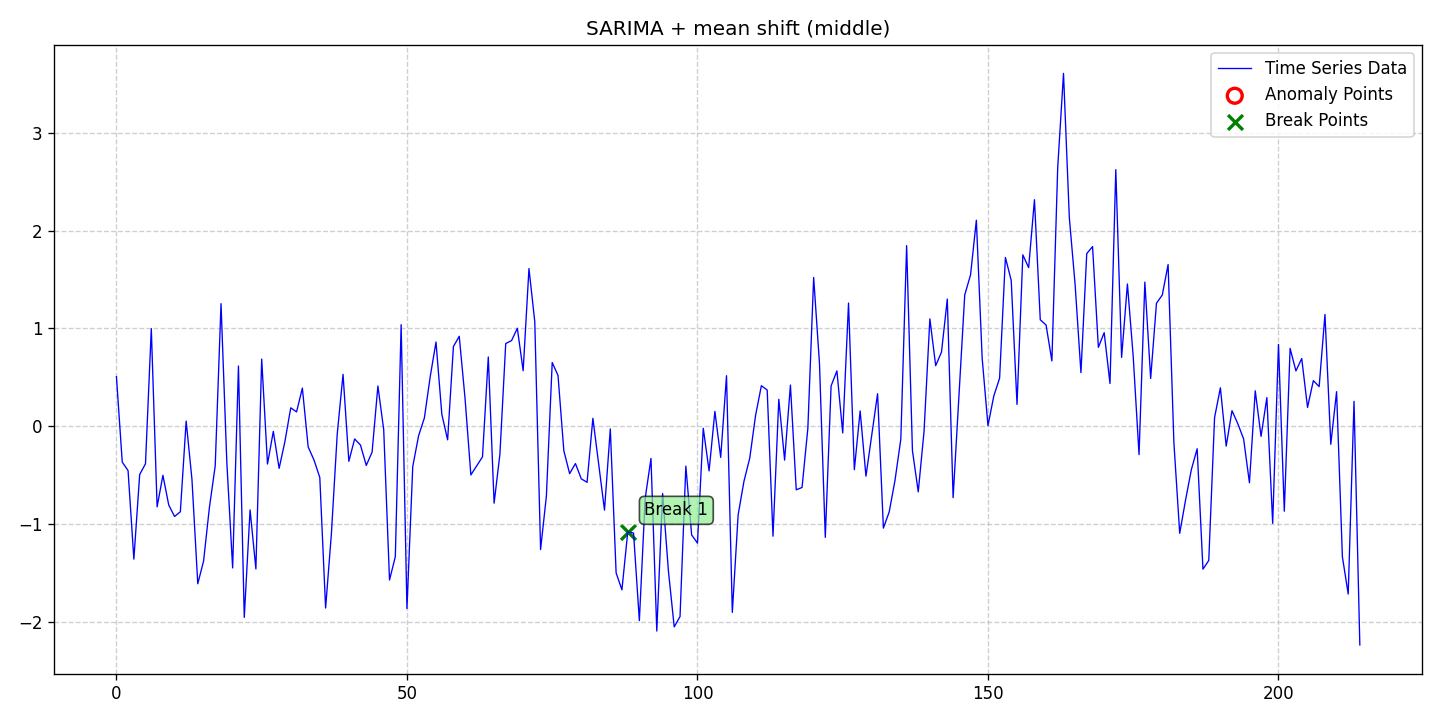 SARIMA + mean shift (middle)
Time Series Data
Anomaly Points
Break Points
3
2
1
0
−1
−2
Break 1
0
50
100
150
200